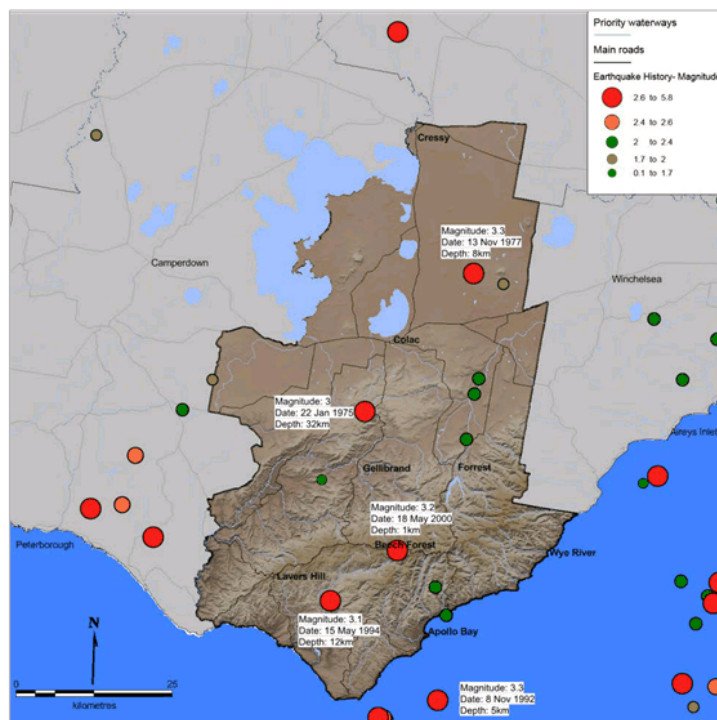 Priority waterways
Main roads
Earthquake History- Magnitude
2.6 to 5.8
2.4 to 2.6
2 to 2.4
1.7 to 2
0.1 to 1.7
Cressy
Magnitude: 3.3
Date: 13 Nov 1977
Depth: 8km
Camperdown
Winchelsea
Colac
Magnitude: 3
Date: 22 Jan 1975
Depth: 32km
Aireys Inlet
Gellibrand
Forrest
Magnitude: 3.2
Date: 18 May 2000
Depth: 1km
Peterborough
Beech Forest
Wye River
Lavers Hill
Magnitude: 3.1
Date: 15 May 1994
Depth: 12km
Apollo Bay
N
0
25
kilometres
Magnitude: 3.3
Date: 8 Nov 1992
Depth: 5km